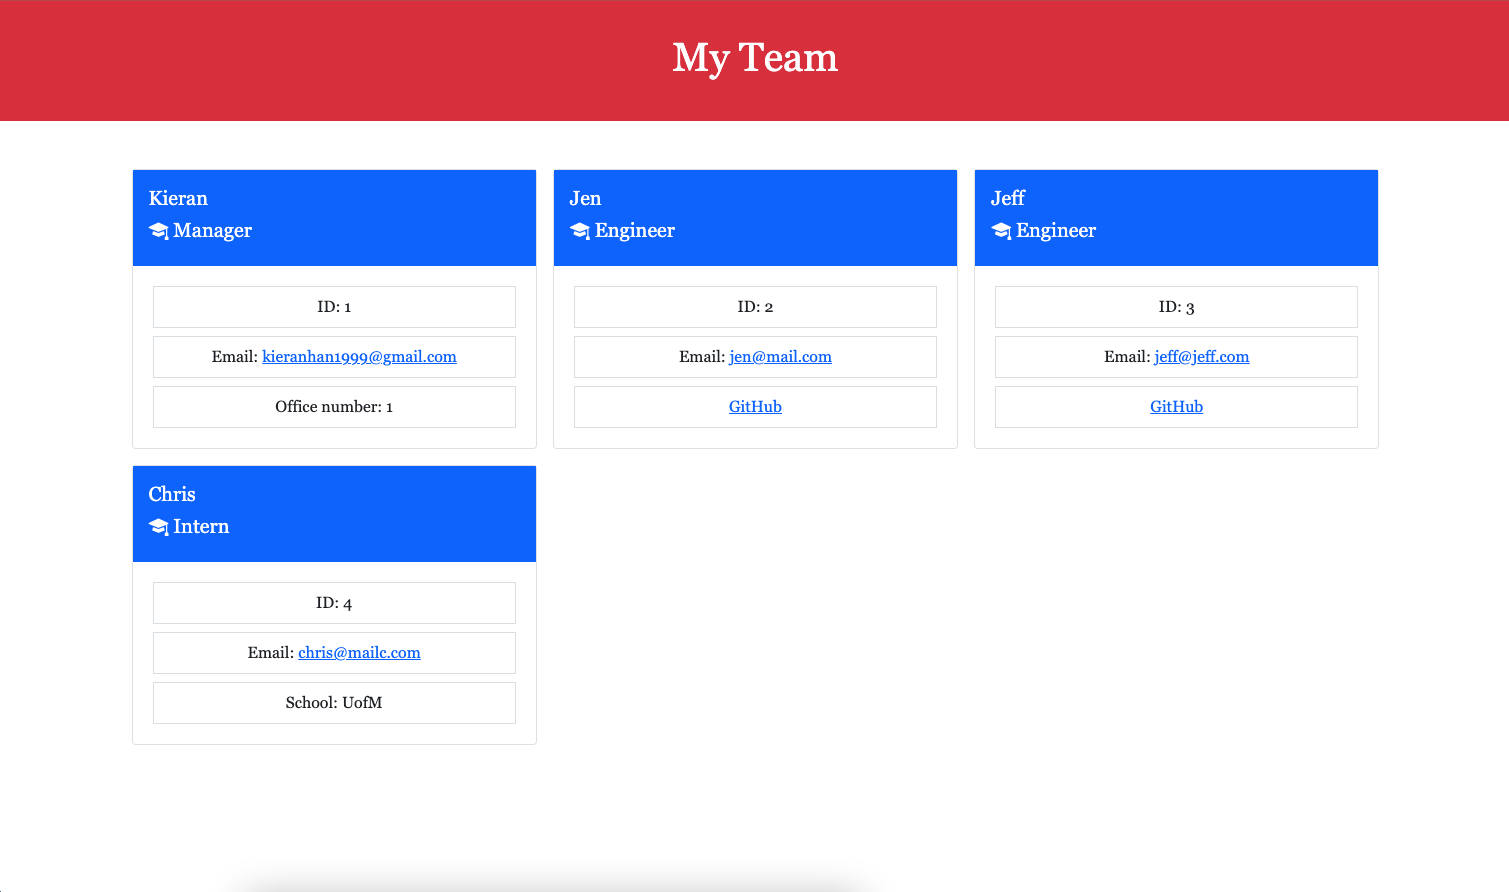 My Team
Kieran
Manager
ID: 1
Email: kieranhan1999@gmail.com
Office number: 1
Jen
Engineer
ID: 2
Email: jen@mail.com
GitHub
Jeff
Engineer
ID: 3
Email: jeff@jeff.com
GitHub
Chris
Intern
ID: 4
Email: chris@mailc.com
School: UofM